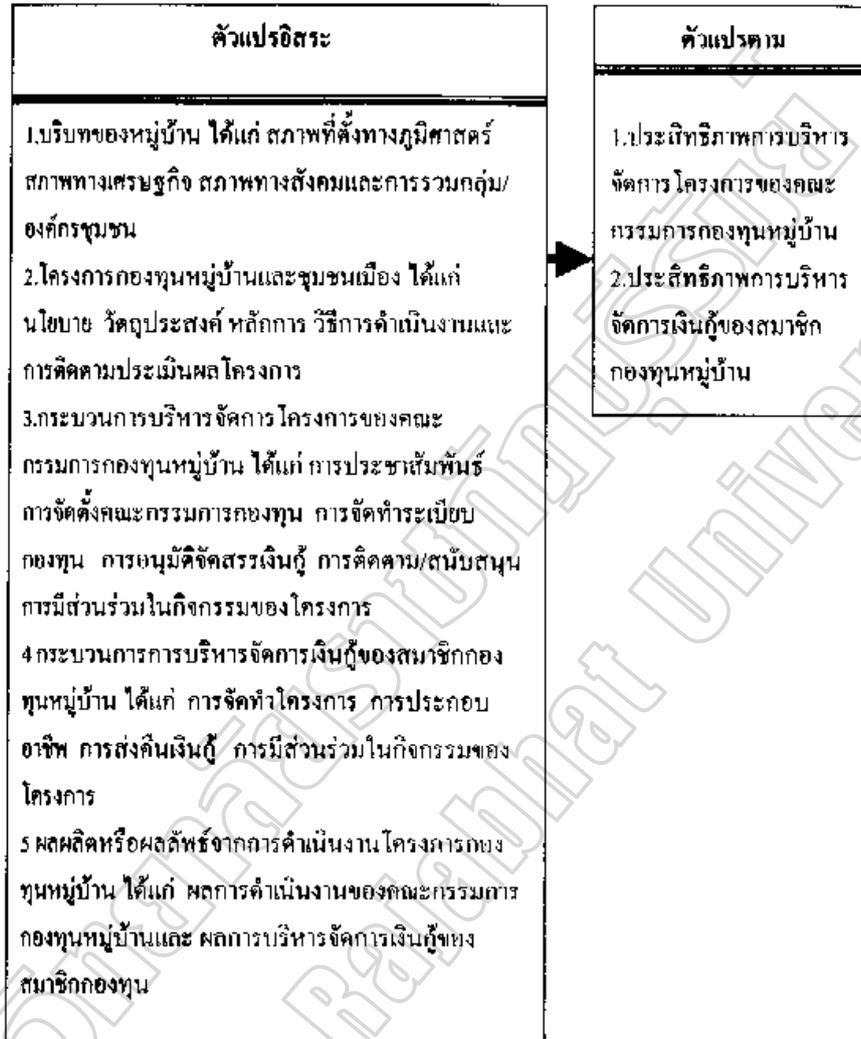 ตัวแปรอิสระ
1.บริบทของหมู่บ้าน ได้แก่ สภาพที่ตั้งทางภูมิศาสตร์
สภาพทางเศรษฐกิจ สภาพทางสังคมและการรวมกลุ่ม/
องค์กรชุมชน
2.โครงการกองทุนหมู่บ้านและชุมชนเมือง ได้แก่
นโยบาย วัตถุประสงค์ หลักการ วิธีการดำเนินงานและ
การติดตามประเมินผลโครงการ
3.กระบวนการบริหารจัดการโครงการของคณะ
กรรมการกองทุนหมู่บ้าน ได้แก่ การประชาสัมพันธ์
การจัดตั้งคณะกรรมการกองทุน การจัดทำระเบียบ
กองทุน การอนุมัติจัดสรรเงินกู้ การติดตาม/สนับสนุน
การมีส่วนร่วมในกิจกรรมของโครงการ
4 กระบวนการการบริหารจัดการเงินกู้ของสมาชิกกอง
ทุนหมู่บ้าน ได้แก่ การจัดทำโครงการ การประกอบ
อาชีพ การส่งคืนเงินกู้ การมีส่วนร่วมในกิจกรรมของ
โครงการ
5 ผลผลิตหรือผลลัพธ์จากการดำเนินงานโครงการกอง
ทุนหมู่บ้าน ได้แก่ ผลการดำเนินงานของคณะกรรมการ
กองทุนหมู่บ้านและ ผลการบริหารจัดการเงินกู้ของ
สมาชิกกองทุน
ตัวแปรตาม
1.ประสิทธิภาพการบริหาร
จัดการโครงการของคณะ
กรรมการกองทุนหมู่บ้าน
2.ประสิทธิภาพการบริหาร
จัดการเงินกู้ของสมาชิก
กองทุนหมู่บ้าน
Rajabhat